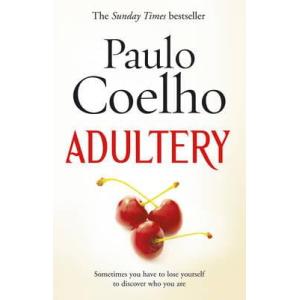 The Sunday Times bestseller
Paulo
Coelho
ADULTERY
Sometimes you have to lose yourself
to discover who you are